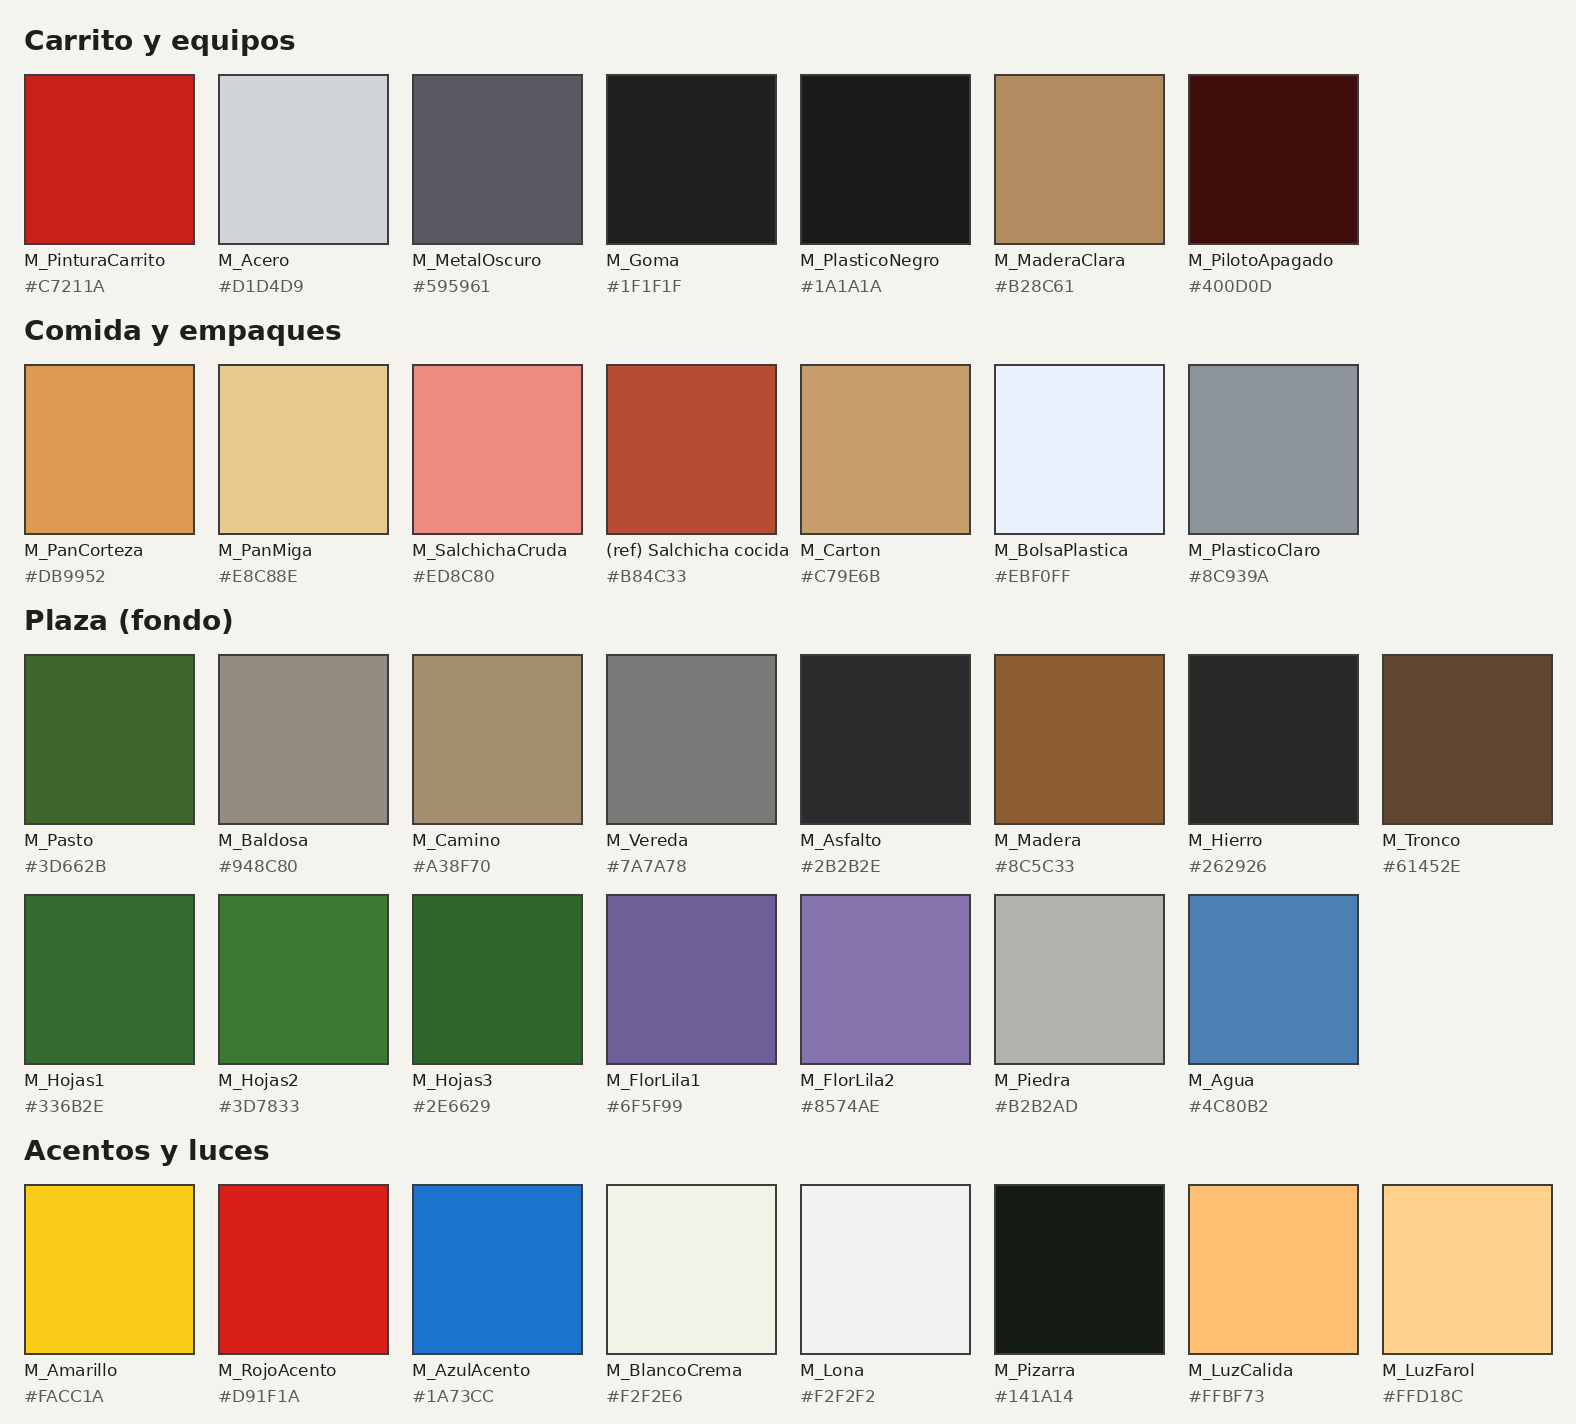 Carrito y equipos
M_PinturaCarrito M_Acero M_MetalOscuro M_Goma M_PlasticoNegro M_MaderaClara M_PilotoApagado
#C7211A #D1D4D9 #595961 #1F1F1F #1A1A1A #B28C61 #400D0D
Comida y empaques
M_PanCorteza M_PanMiga M_SalchichaCruda (ref) Salchicha cocida M_Carton M_BolsaPlastica M_PlasticoClaro
#DB9952 #E8C88E #ED8C80 #B84C33 #C79E6B #EBF0FF #8C939A
Plaza (fondo)
M_Pasto M_Baldosa M_Camino M_Vereda M_Asfalto M_Madera M_Hierro M_Tronco
#3D662B #948C80 #A38F70 #7A7A78 #2B2B2E #8C5C33 #262926 #61452E
M_Hojas1 M_Hojas2 M_Hojas3 M_FlorLila1 M_FlorLila2 M_Piedra M_Agua
#336B2E #3D7833 #2E6629 #6F5F99 #8574AE #B2B2AD #4C80B2
Acentos y luces
M_Amarillo M_RojoAcento M_AzulAcento M_BlancoCrema M_Lona M_Pizarra M_LuzCalida M_LuzFarol
#FACC1A #D91F1A #1A73CC #F2F2E6 #F2F2F2 #141A14 #FFBF73 #FFD18C